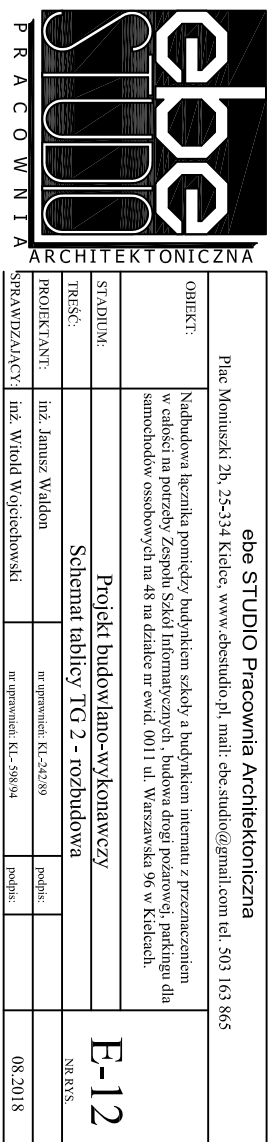 ebe
STUDIO
PRACOWNIA
ARCHITEKTONICZNA
ebe STUDIO Pracownia Architektoniczna
Plac Moniuszki 2b, 25-334 Kielce, www.ebestudio.pl, mail: ebe.studio@gmail.com tel. 503 163 865
OBIEKT:
Nadbudowa łącznika pomiędzy budynkiem szkoły a budynkiem internatu z przeznaczeniem
w całości na potrzeby Zespołu Szkół Informatycznych , budowa drogi pożarowej, parkingu dla
samochodów ossobowych na 48 na działce nr ewid. 0011 ul. Warszawska 96 w Kielcach.
STADIUM: Projekt budowlano-wykonawczy
TREŚĆ: Schemat tablicy TG 2 - rozbudowa
E-12
NR RYS.
PROJEKTANT: inż. Janusz Waldon nr uprawnień: KL-242/89 podpis:
SPRAWDZAJĄCY: inż. Witold Wojciechowski nr uprawnień: KL- 598/94 podpis: 08.2018